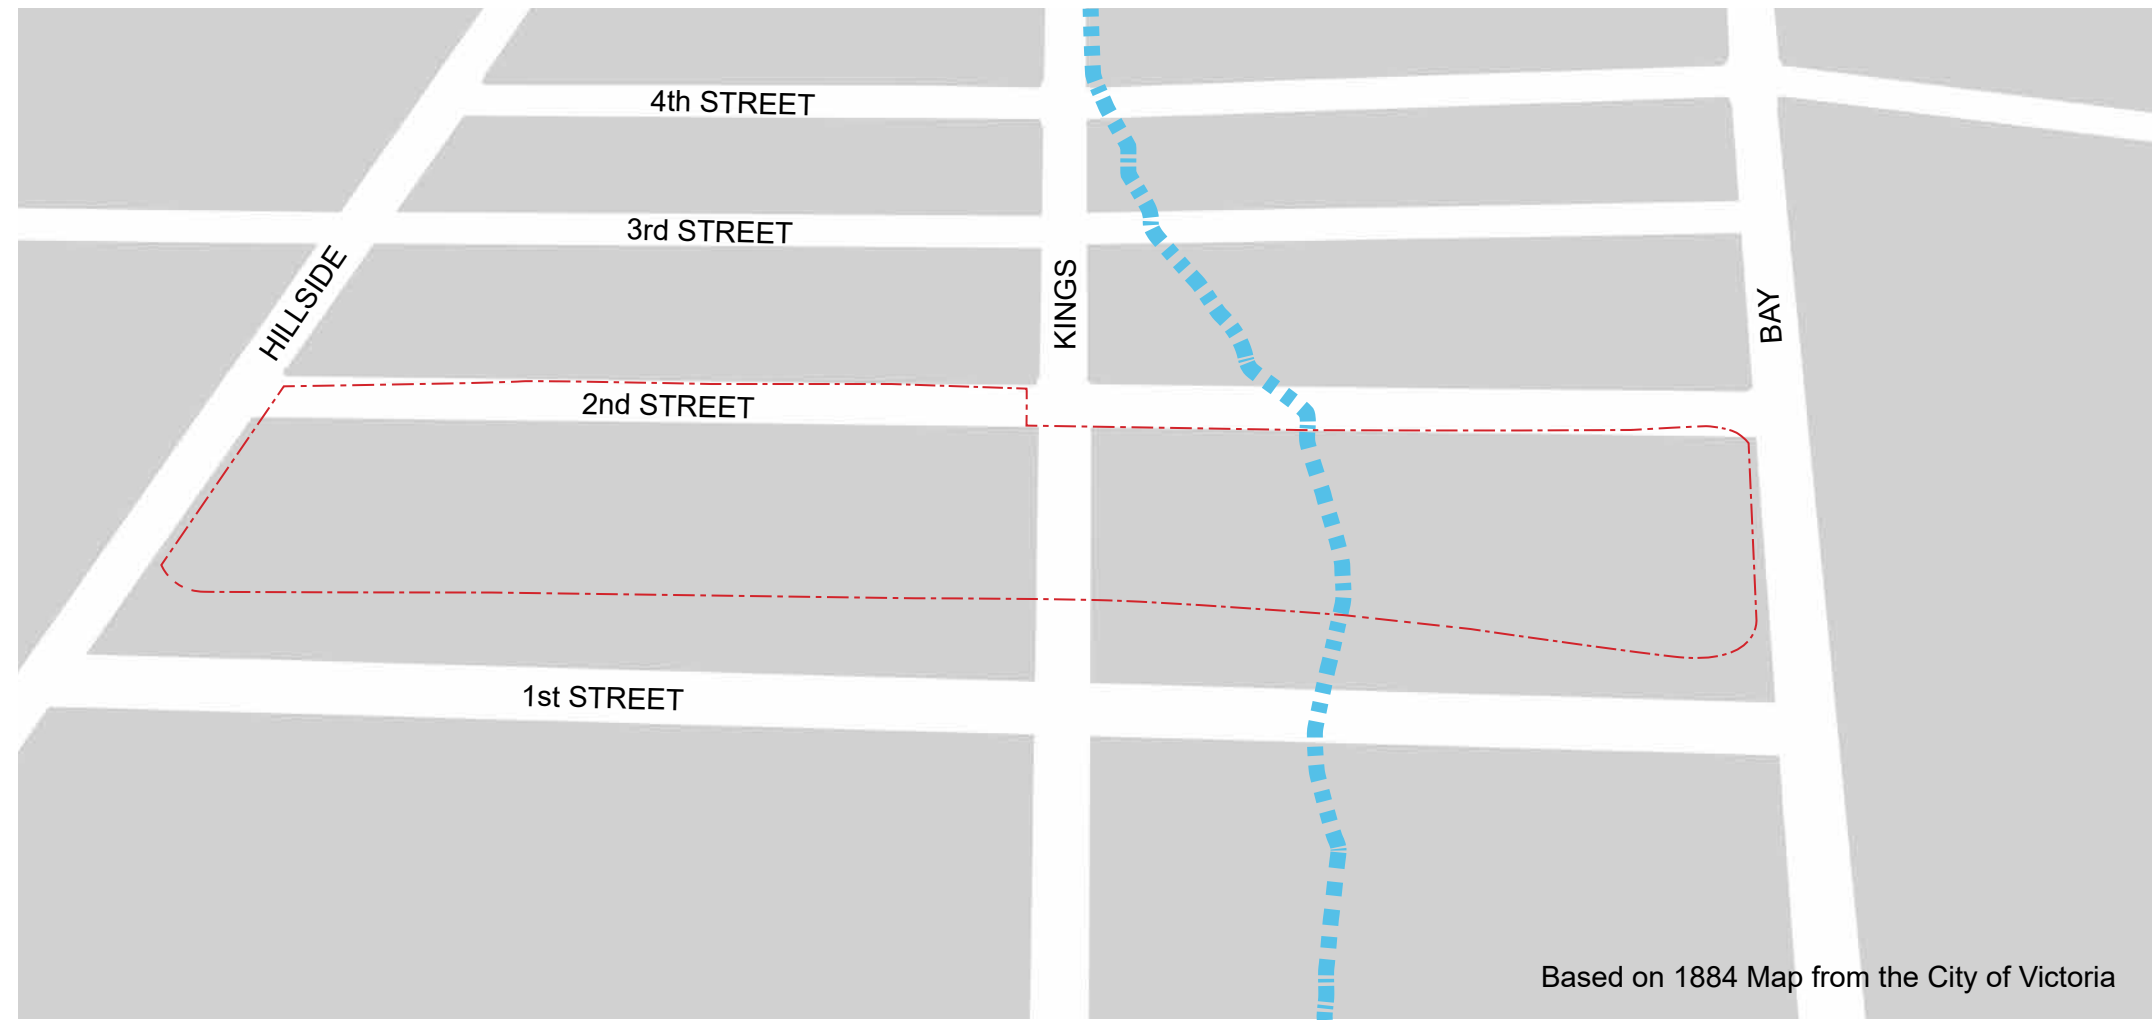 4th STREET
3rd STREET
HILLSIDE
KINGS
BAY
2nd STREET
1st STREET
Based on 1884 Map from the City of Victoria